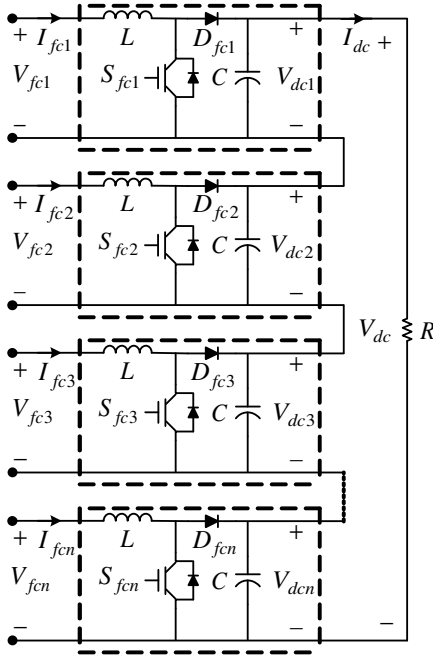 + I_fc1 L D_fc1 + I_dc +
V_fc1 S_fc1 C V_dc1
− −
+ I_fc2 L D_fc2 +
V_fc2 S_fc2 C V_dc2
− −
V_dc R
+ I_fc3 L D_fc3 +
V_fc3 S_fc3 C V_dc3
− −
+ I_fcn L D_fcn +
V_fcn S_fcn C V_dcn
− − −